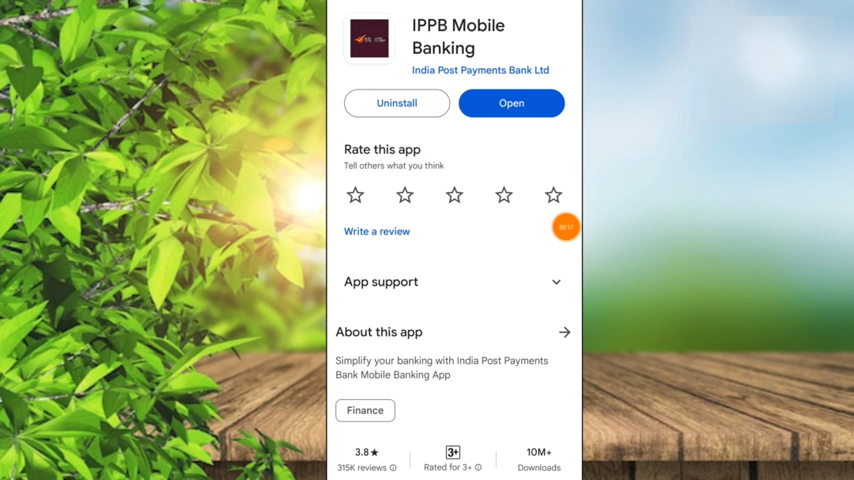 IPPB Mobile
Banking
India Post Payments Bank Ltd
Uninstall
Open
Rate this app
Tell others what you think
Write a review
App support
About this app
Simplify your banking with India Post Payments
Bank Mobile Banking App
Finance
3.8★
3+
10M+
315K reviews
Rated for 3+
Downloads